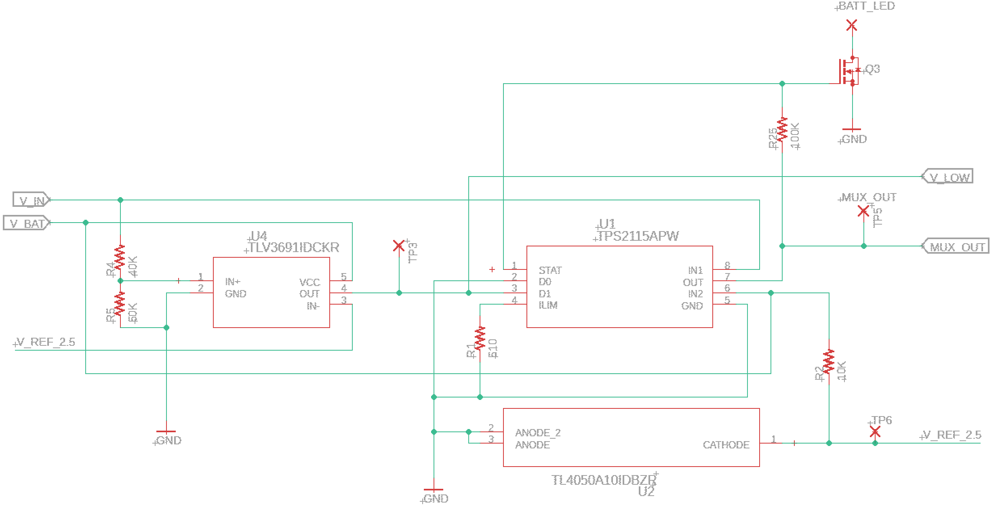 BATT_LED
Q3
R25
100K
GND
V_LOW
V_IN
MUX_OUT
TP5
V_BAT
U4
TLV3691IDCKR
TP3
U1
TPS2115APW
MUX_OUT
R4
40K
1 IN+
2 GND
VCC 5
OUT 4
IN- 3
1 STAT
2 D0
3 D1
4 ILIM
IN1 8
OUT 7
IN2 6
GND 5
R5
V_REF_2.5
R1
R2
10K
GND
2 ANODE_2
3 ANODE
CATHODE 1
TP6
V_REF_2.5
TL4050A10IDBZR
U2
GND